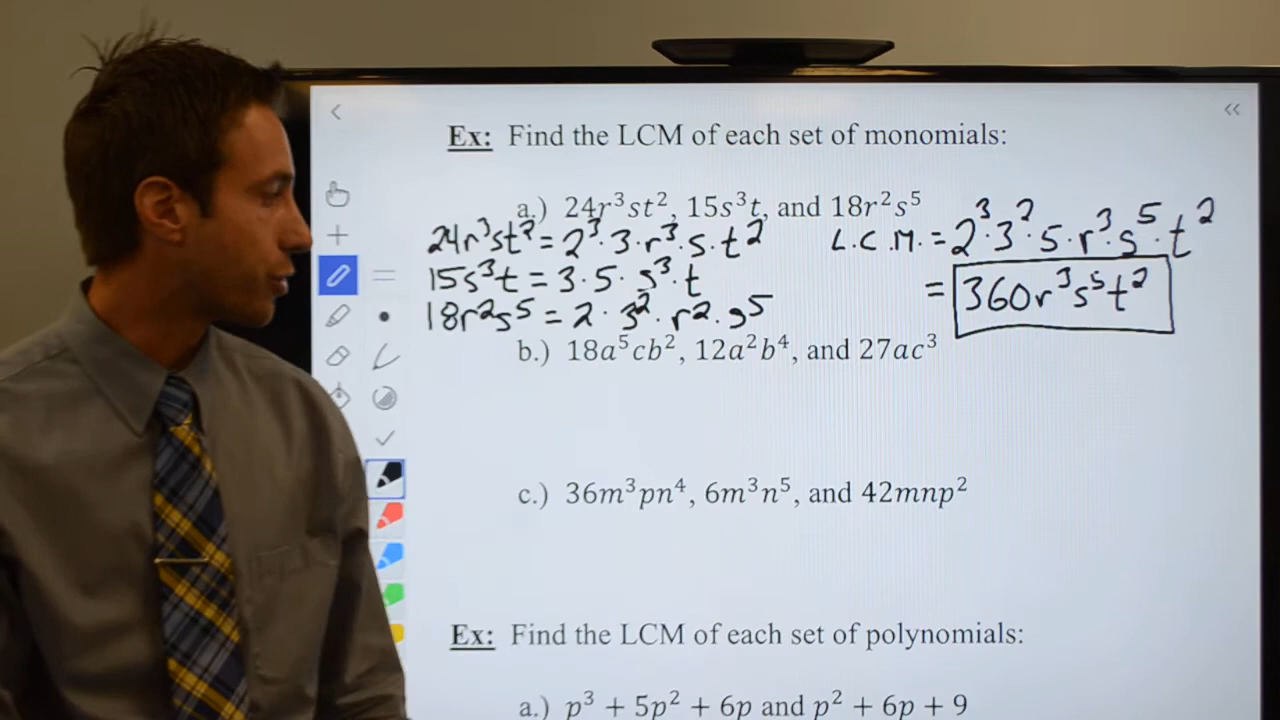 Ex: Find the LCM of each set of monomials:
a.) 24r³st², 15s³t, and 18r²s⁵
24r³st² = 2³·3·r³·s·t²
L.C.M. = 2³·3²·5·r³·s⁵·t²
15s³t = 3·5·s³·t
= 360r³s⁵t²
18r²s⁵ = 2·3²·r²·s⁵
b.) 18a⁵cb², 12a²b⁴, and 27ac³
c.) 36m³pn⁴, 6m³n⁵, and 42mnp²
Ex: Find the LCM of each set of polynomials:
a.) p³ + 5p² + 6p and p² + 6p + 9